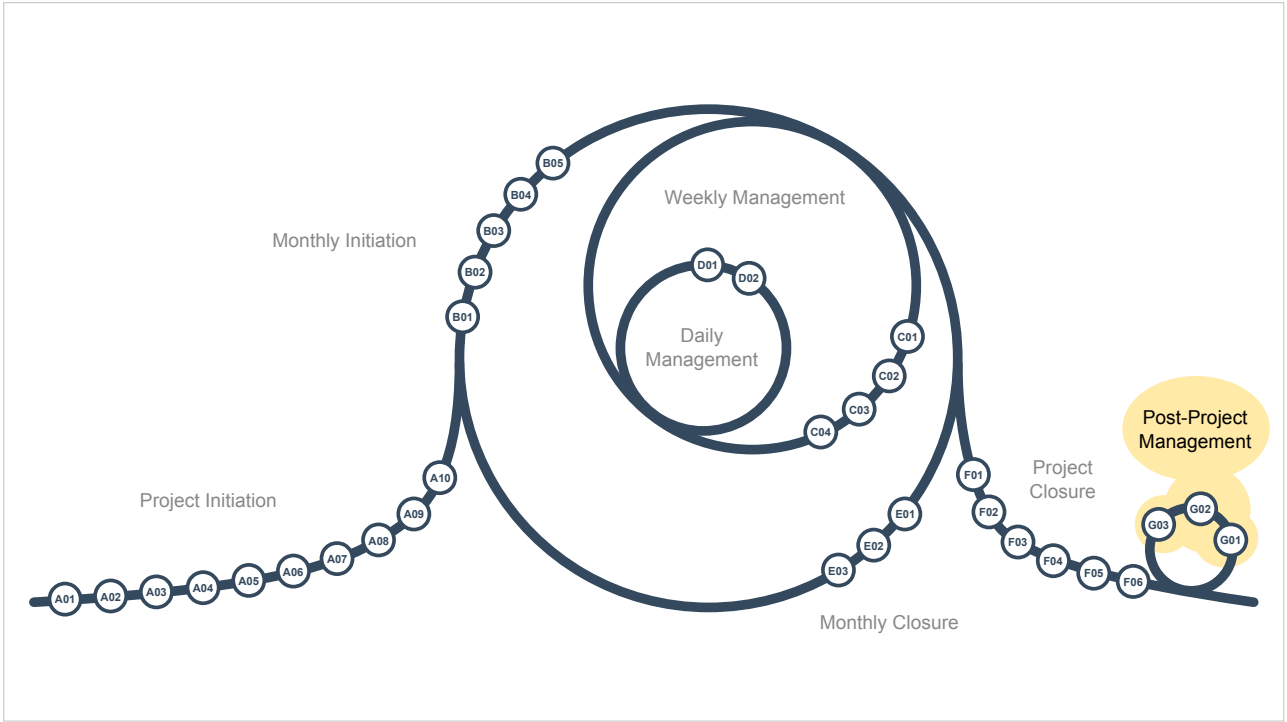 B05
B04
Weekly Management
B03
Monthly Initiation
D01
B02
D02
B01
C01
Daily
Management
C02
C03
Post-Project
Management
C04
Project
Closure
F01
A10
Project Initiation
G02
F02
E01
A09
G03
A08
G01
F03
E02
A07
F04
A06
E03
F05
A05
F06
A04
A03
A02
A01
Monthly Closure